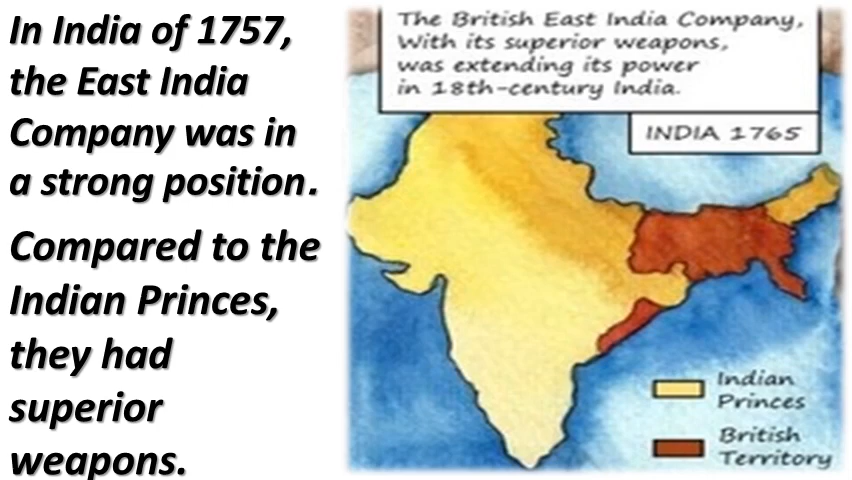 In India of 1757,
the East India
Company was in
a strong position.
Compared to the
Indian Princes,
they had
superior
weapons.
The British East India Company,
With its superior weapons,
was extending its power
in 18th-century India.
INDIA 1765
Indian
Princes
British
Territory